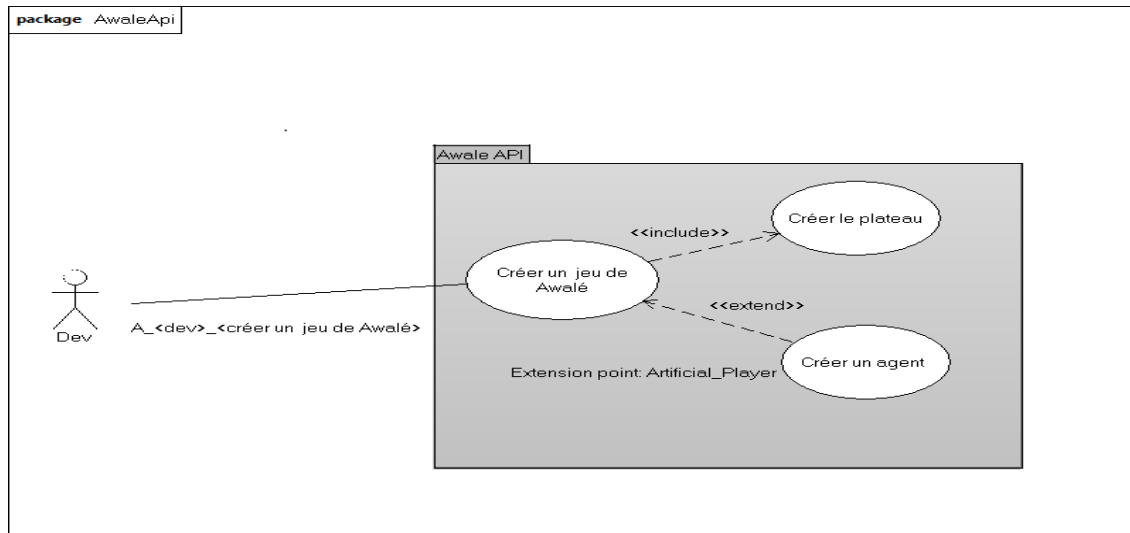 package AwaleApi
Awale API
Créer le plateau
<<include>>
Créer un jeu de
Awalé
<<extend>>
Dev
A_<dev>_<créer un jeu de Awalé>
Créer un agent
Extension point: Artificial_Player